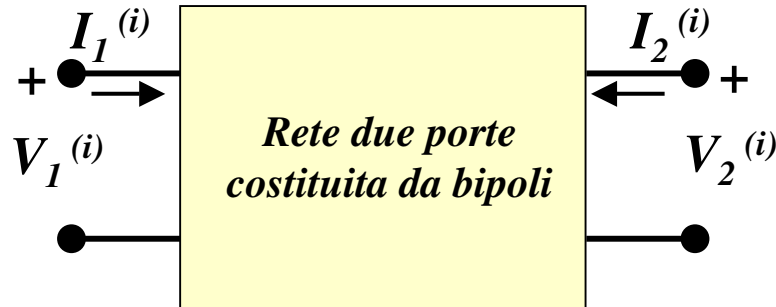 I₁⁽ⁱ⁾ I₂⁽ⁱ⁾
+ +
V₁⁽ⁱ⁾ V₂⁽ⁱ⁾
Rete due porte
costituita da bipoli